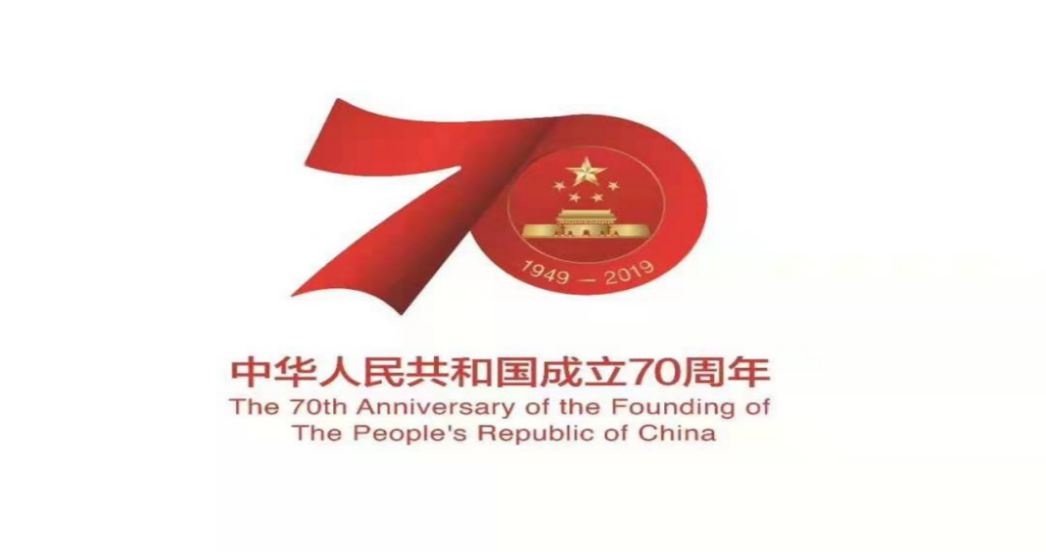 70
1949 — 2019
中华人民共和国成立70周年
The 70th Anniversary of the Founding of
The People's Republic of China